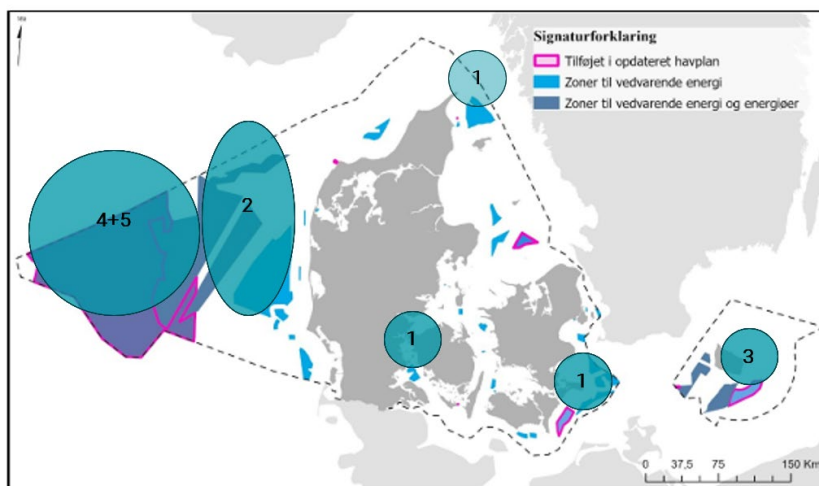 Signaturforklaring
Tilføjet i opdateret havplan
Zoner til vedvarende energi
Zoner til vedvarende energi og energiøer
1
2
4+5
1
3
1
0 37,5 75 150 Km